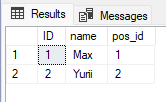 Results Messages
ID name pos_id
1 1 Max 1
2 2 Yurii 2